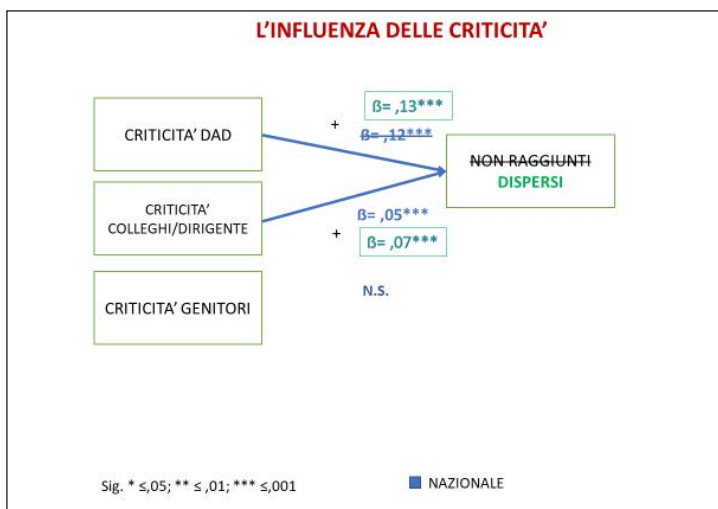 L'INFLUENZA DELLE CRITICITA'
ß= ,13***
+
ß= ,12***
CRITICITA' DAD
NON RAGGIUNTI
DISPERSI
CRITICITA'
COLLEGHI/DIRIGENTE
ß= ,05***
+
ß= ,07***
N.S.
CRITICITA' GENITORI
Sig. * ≤,05; ** ≤ ,01; *** ≤,001
NAZIONALE